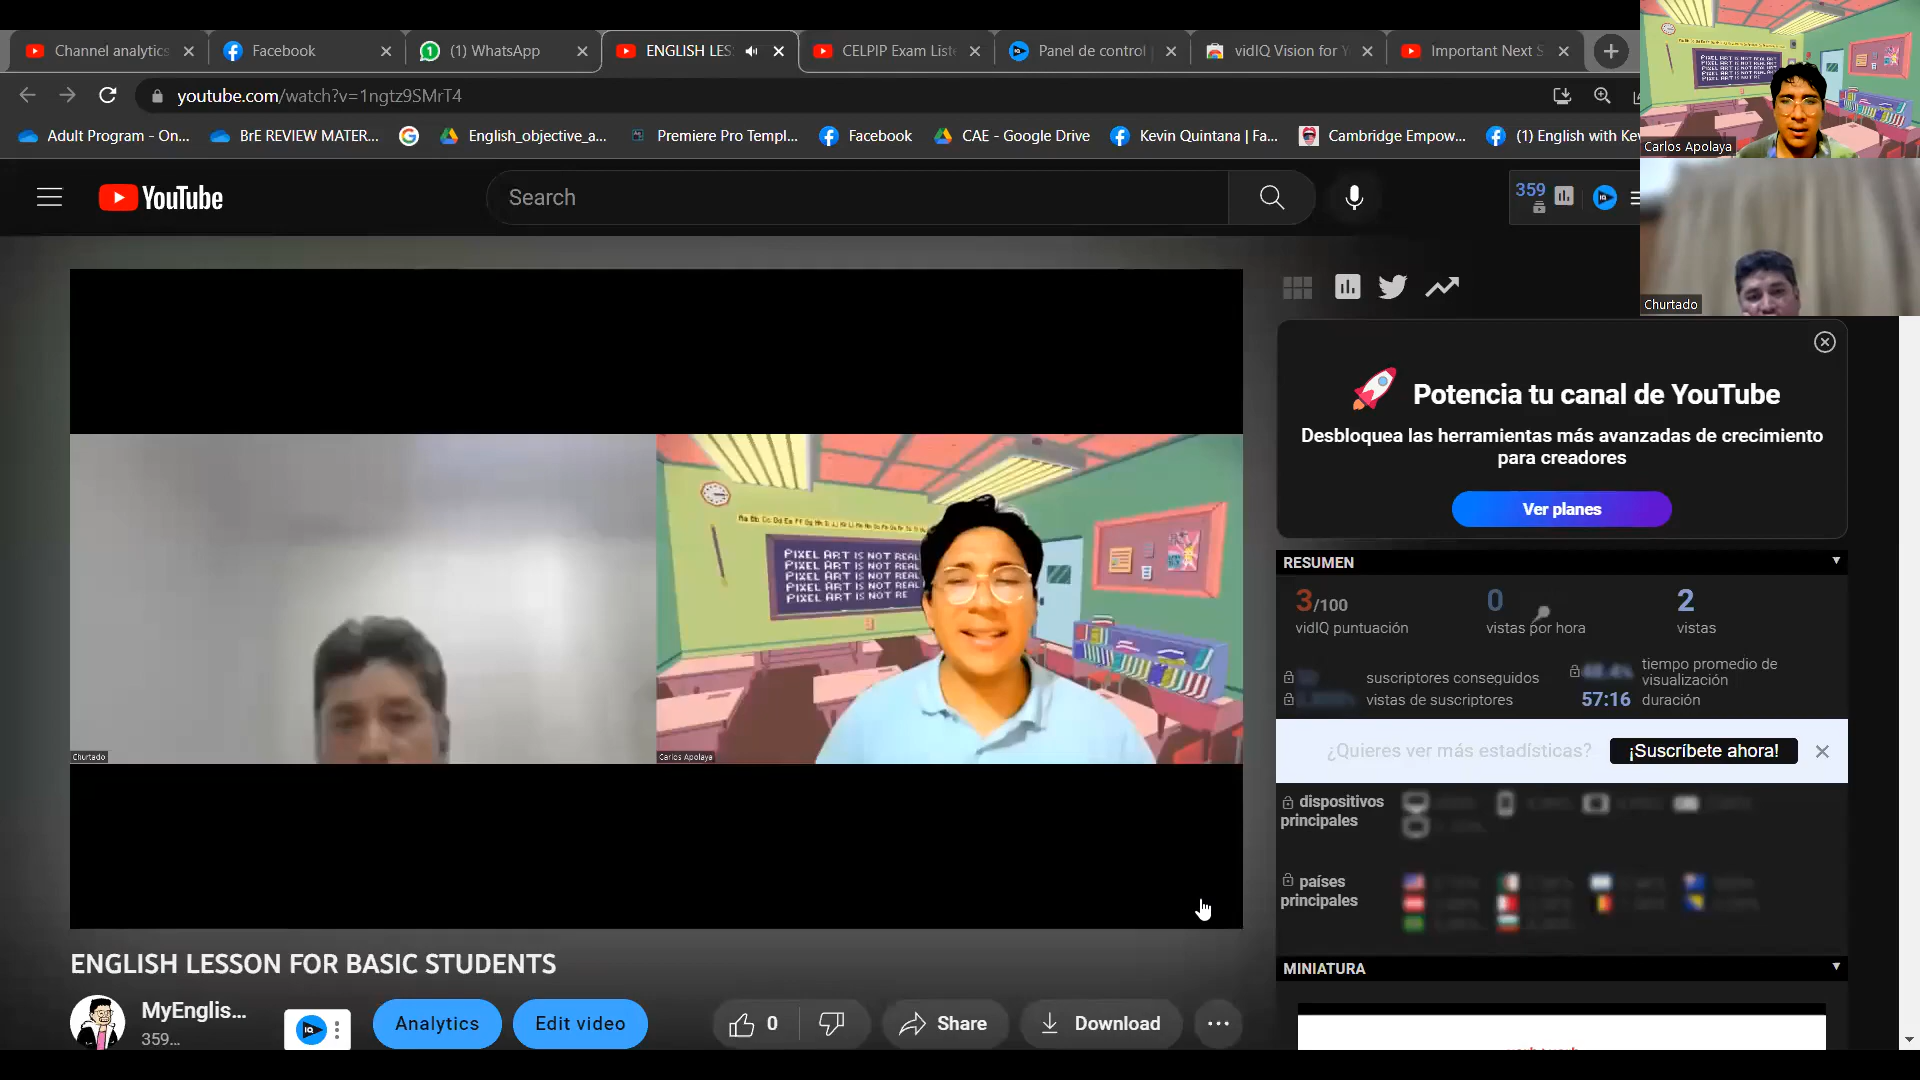 Channel analytics
Facebook
(1) WhatsApp
ENGLISH LES
CELPIP Exam List
Panel de control
vidIQ Vision for Y
Important Next S
youtube.com/watch?v=1ngtz9SMrT4
Adult Program - On...
BrE REVIEW MATER...
English_objective_a...
Premiere Pro Templ...
Facebook
CAE - Google Drive
Kevin Quintana | Fa...
Cambridge Empow...
(1) English with Ke
Carlos Apolaya
Churtado
YouTube
Search
359
Potencia tu canal de YouTube
Desbloquea las herramientas más avanzadas de crecimiento
para creadores
Ver planes
PIXEL ART IS NOT REAL
PIXEL ART IS NOT REAL
PIXEL ART IS NOT REAL
PIXEL ART IS NOT REAL
PIXEL ART IS NOT RE
Churtado
Carlos Apolaya
RESUMEN
3/100
vidIQ puntuación
0
vistas por hora
2
vistas
suscriptores conseguidos
vistas de suscriptores
tiempo promedio de
visualización
57:16 duración
¿Quieres ver más estadísticas?
¡Suscríbete ahora!
dispositivos
principales
países
principales
MINIATURA
ENGLISH LESSON FOR BASIC STUDENTS
MyEnglis...
359...
Analytics
Edit video
0
Share
Download